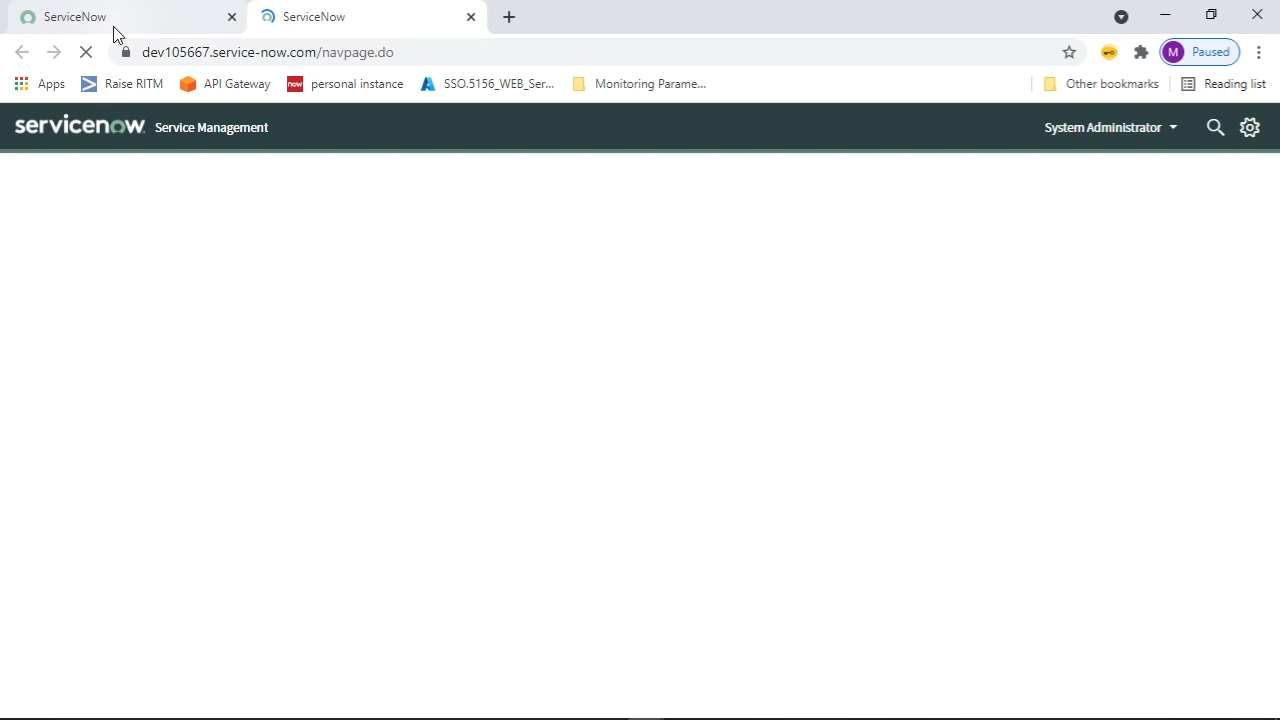 ServiceNow
ServiceNow
dev105667.service-now.com/navpage.do
M Paused
Apps Raise RITM API Gateway now personal instance SSO.5156_WEB_Ser... Monitoring Parame... Other bookmarks Reading list
servicenow Service Management System Administrator